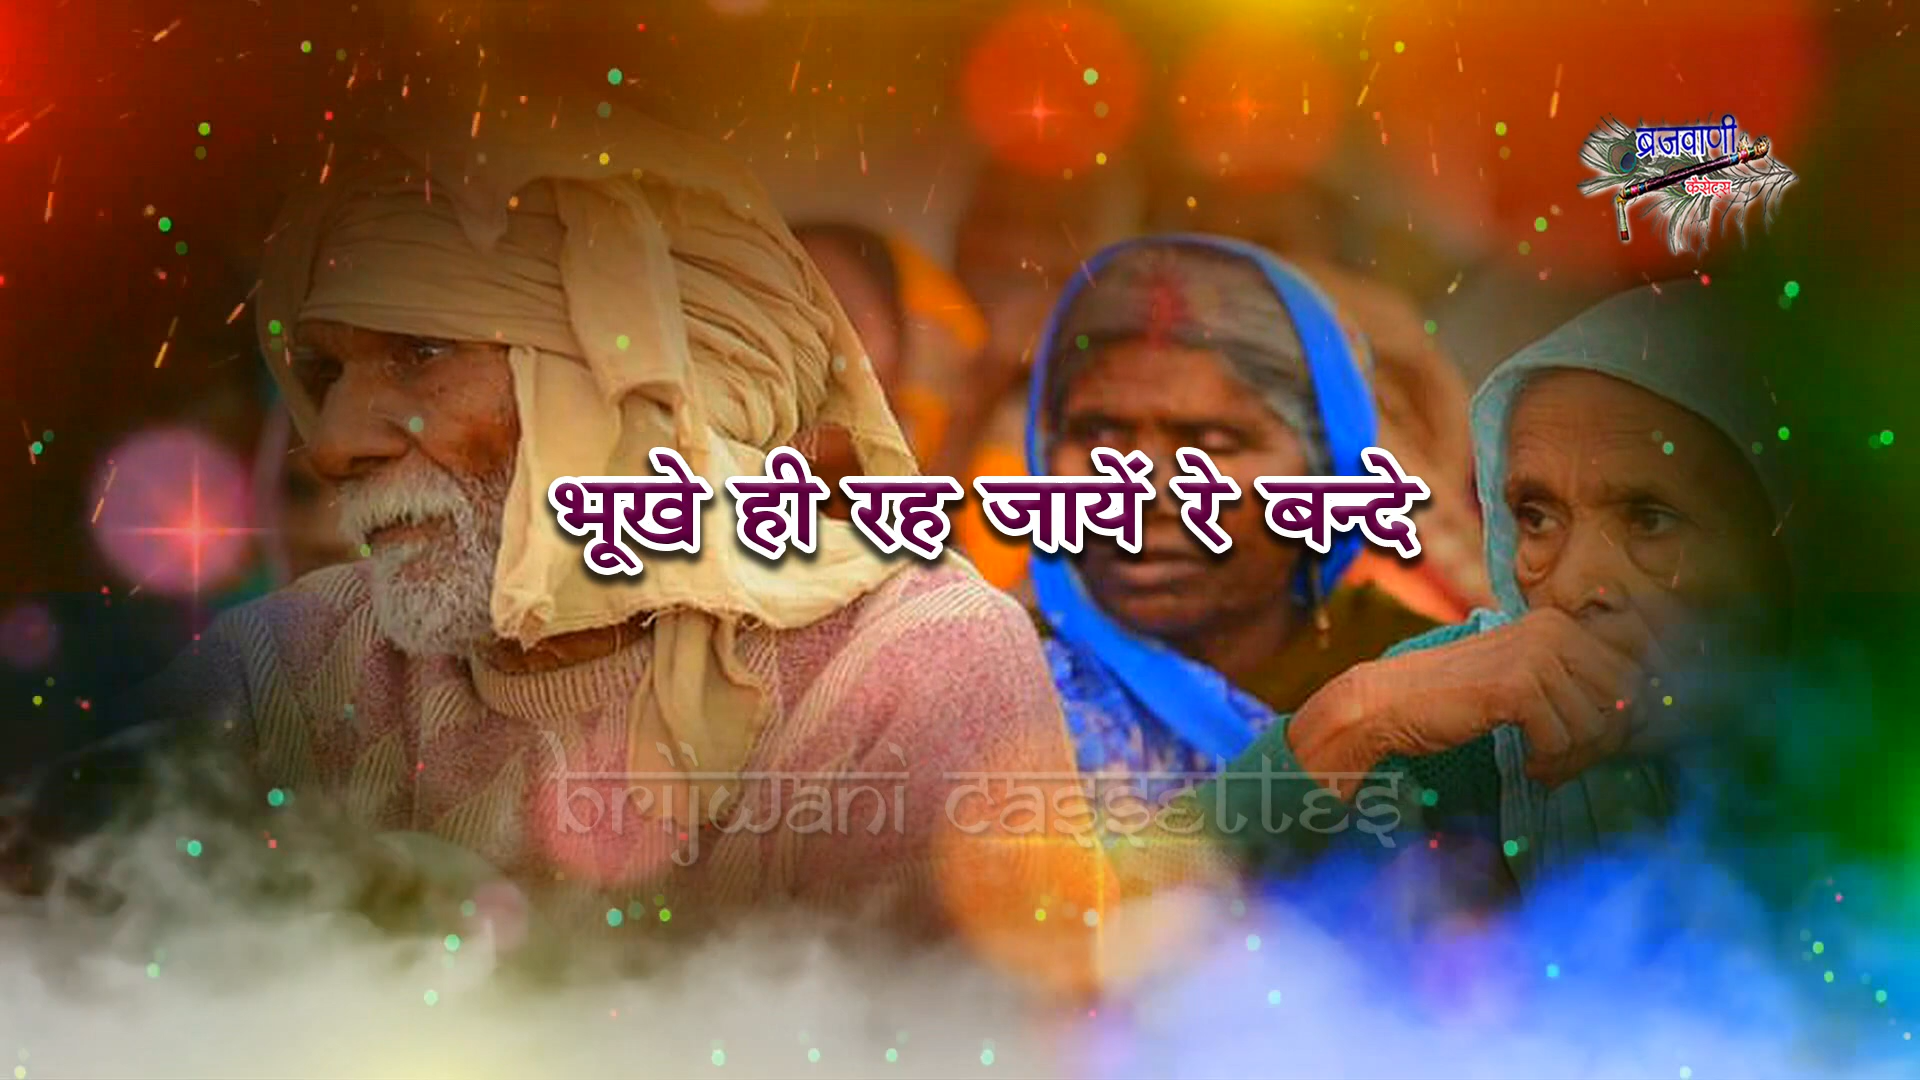 ब्रजवाणी
कैसेट्स
भूखे ही रह जायें रे बन्दे
BRIJWANI CASSETTES